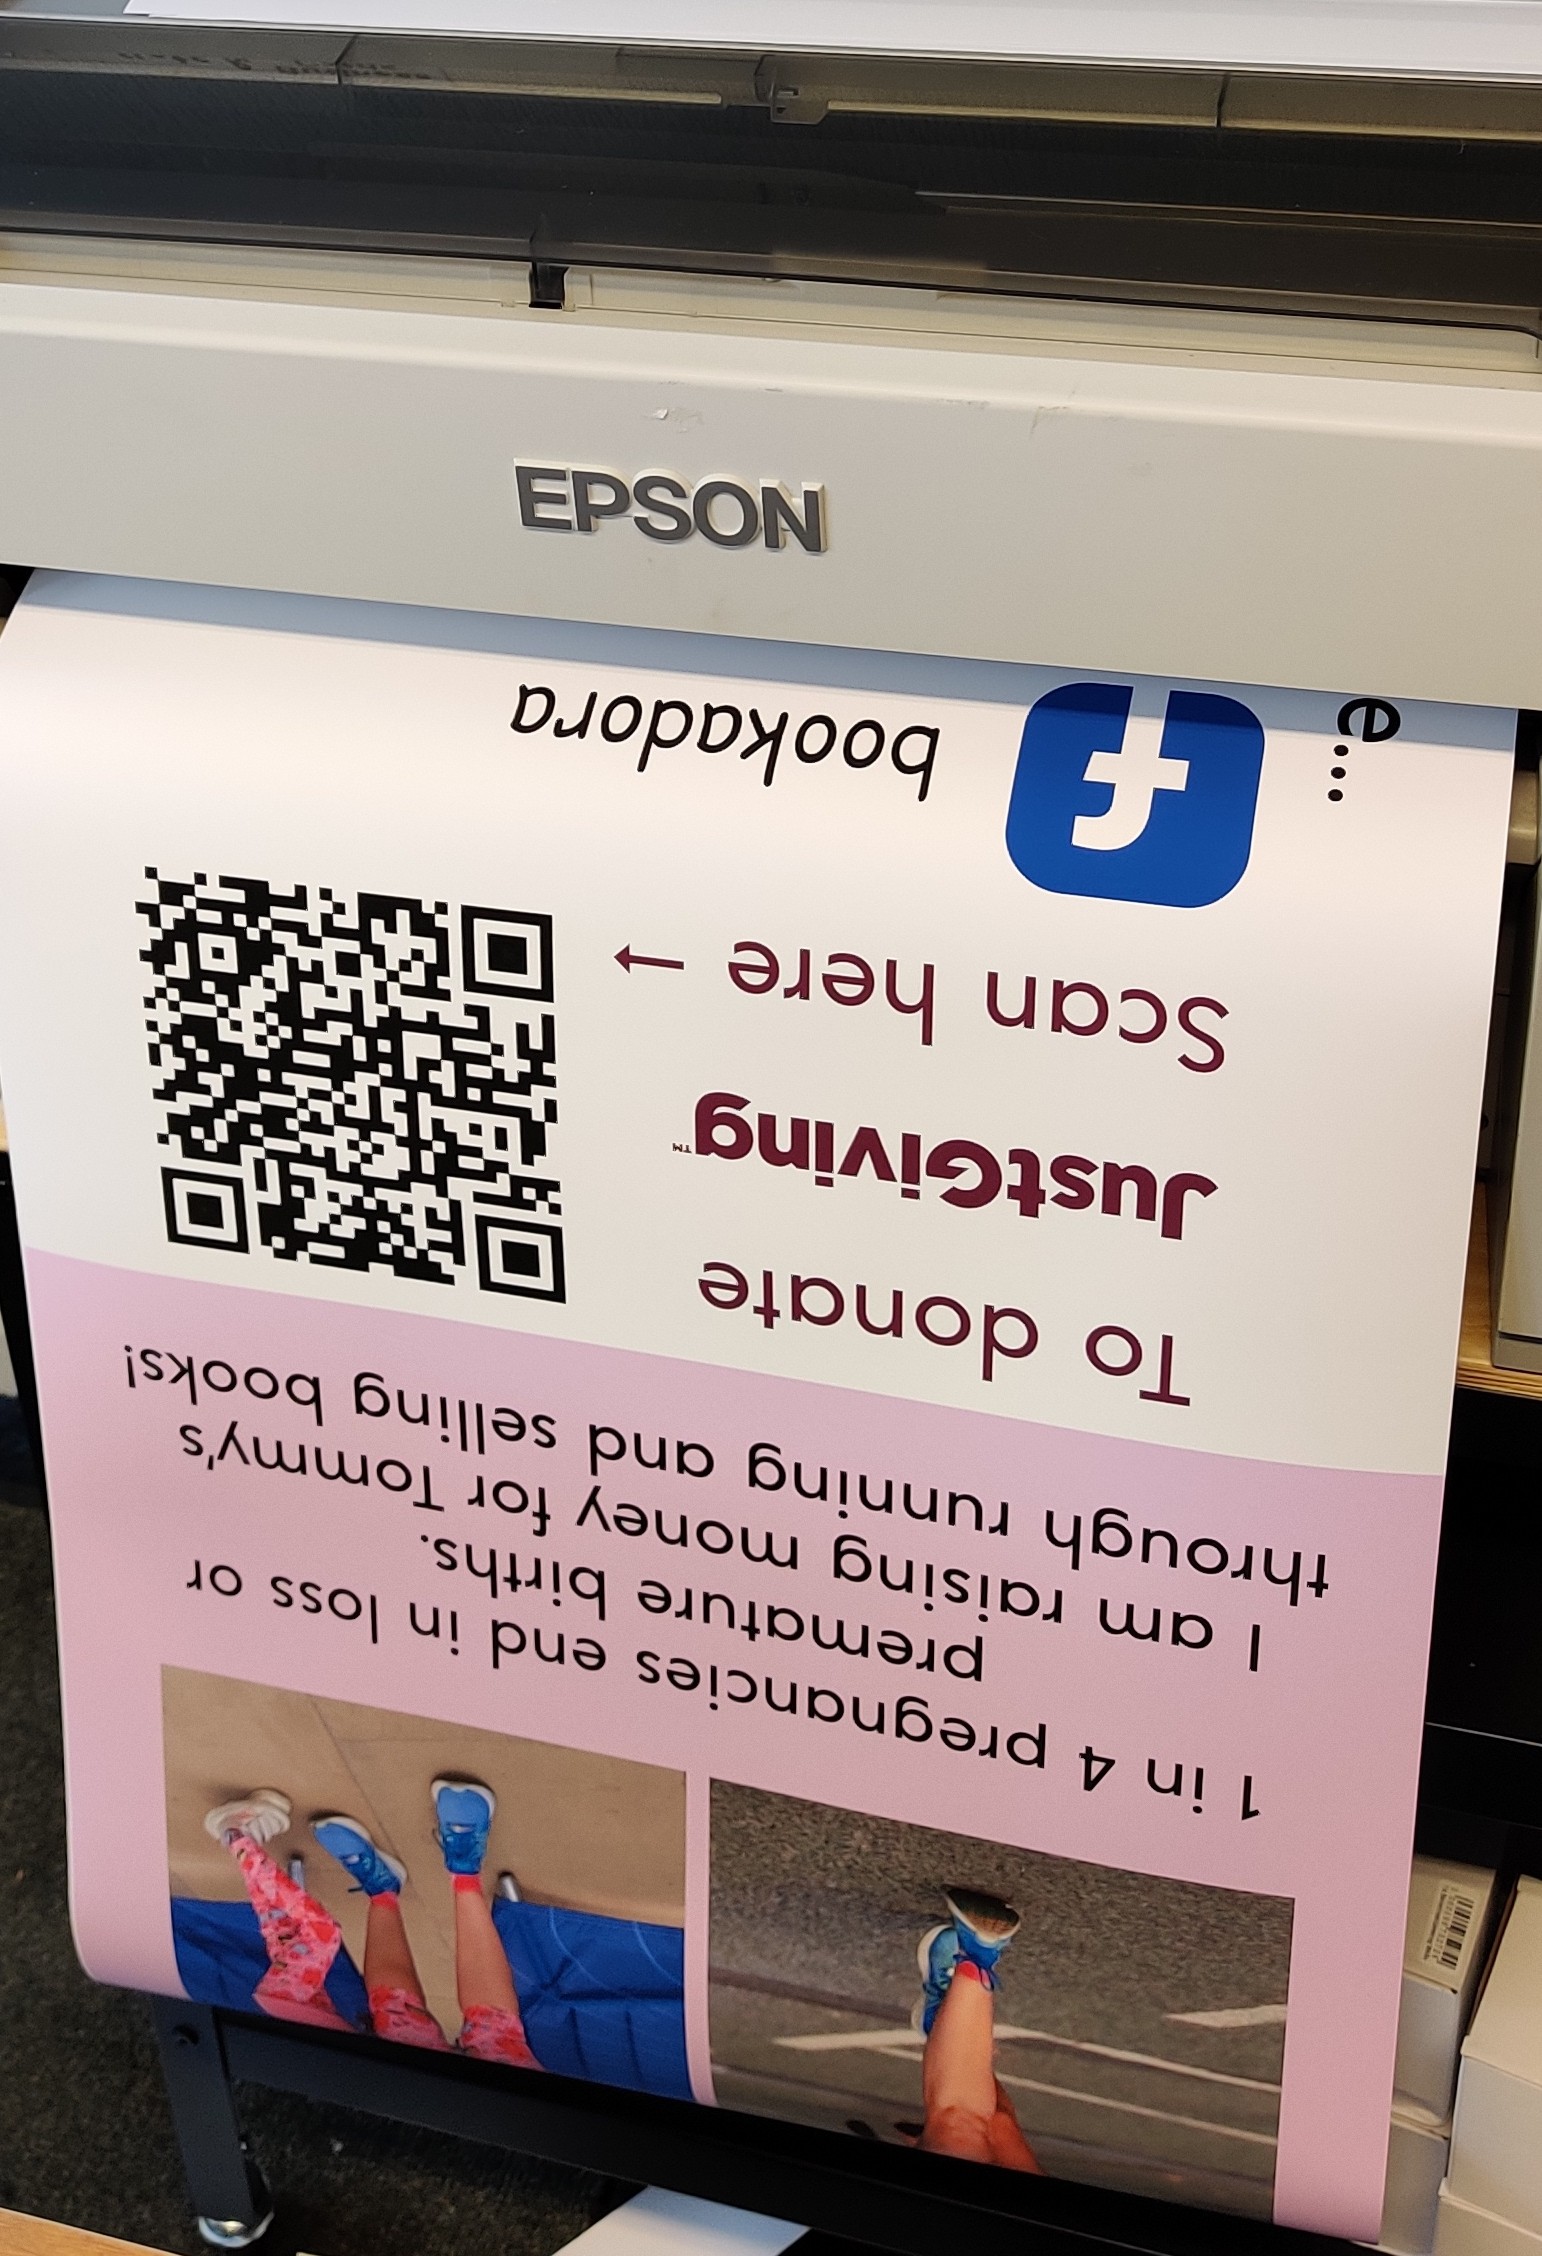 EPSON
1 in 4 pregnancies end in loss or
premature births.
I am raising money for Tommy's
through running and selling books!
To donate
JustGiving™
Scan here →
bookadora
e...